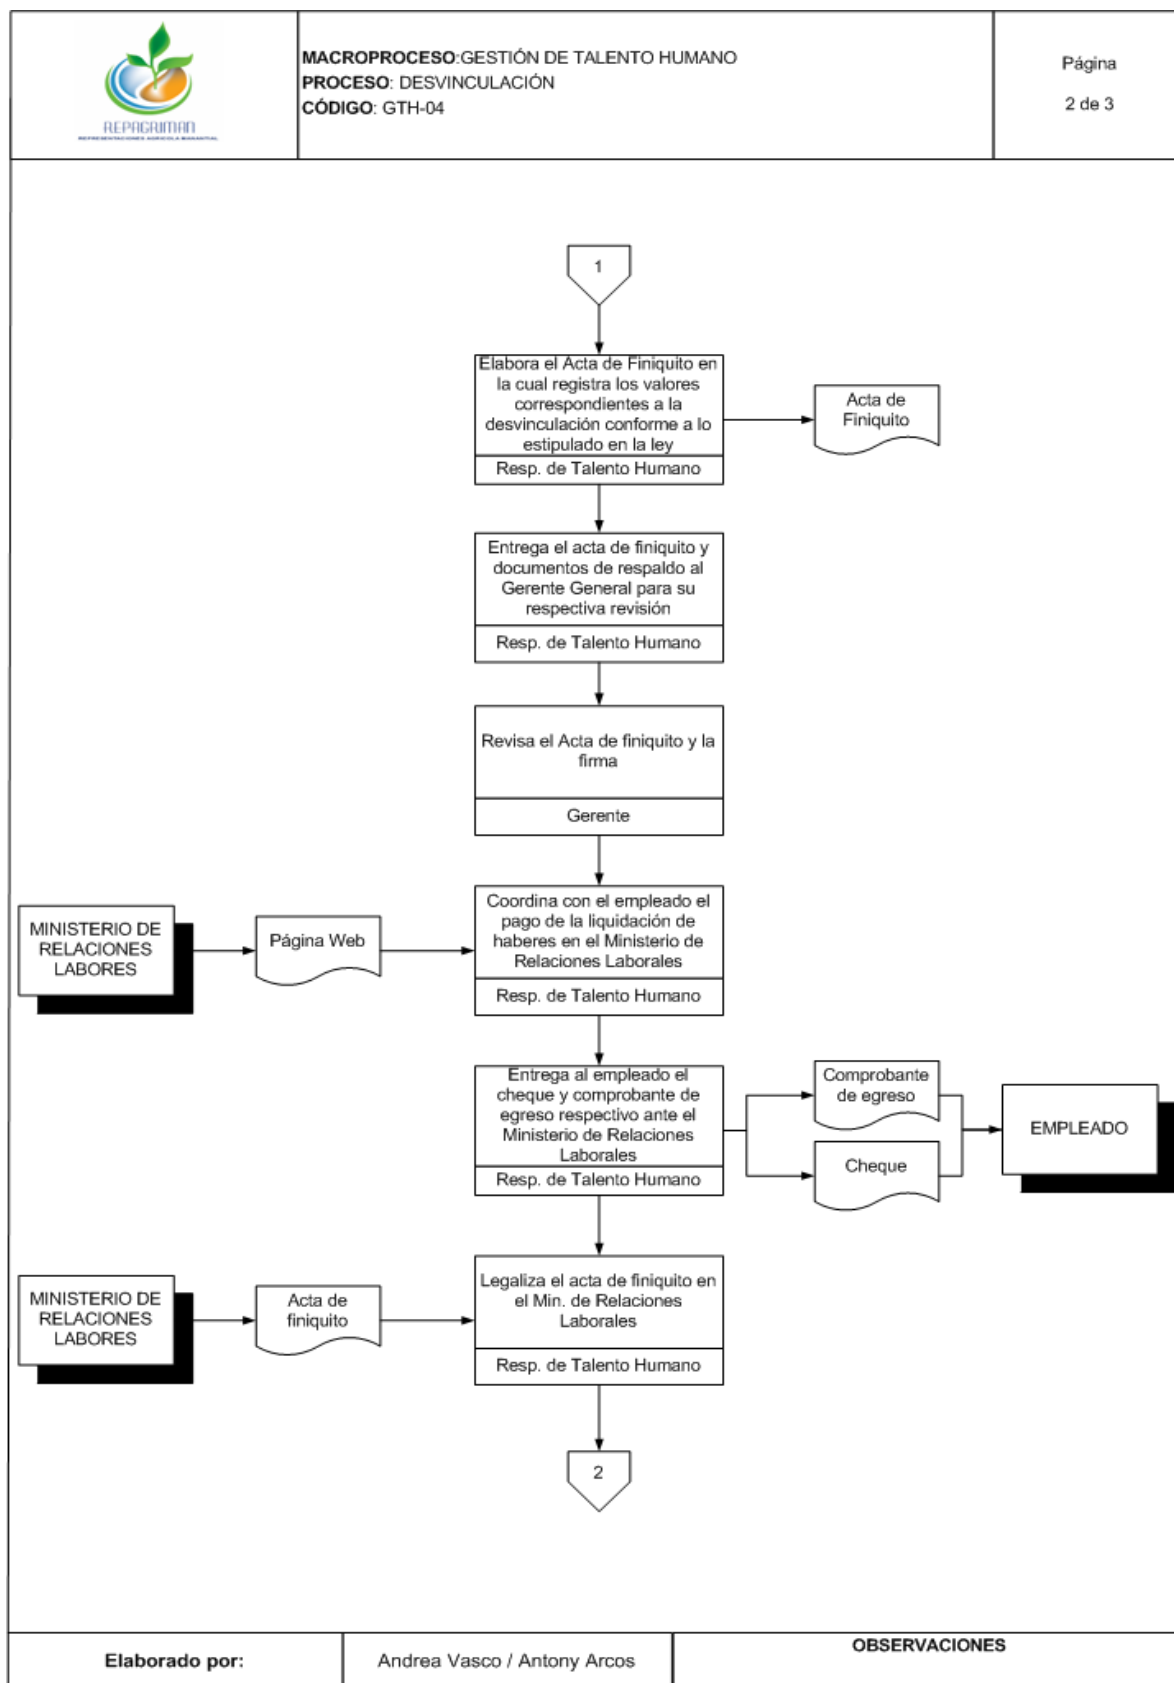 REPAGRIMAN
REPRESENTACIONES AGRICOLA MANANTIAL
MACROPROCESO:GESTIÓN DE TALENTO HUMANO
PROCESO: DESVINCULACIÓN
CÓDIGO: GTH-04
Página
2 de 3
1
Elabora el Acta de Finiquito en
la cual registra los valores
correspondientes a la
desvinculación conforme a lo
estipulado en la ley
Resp. de Talento Humano
Acta de
Finiquito
Entrega el acta de finiquito y
documentos de respaldo al
Gerente General para su
respectiva revisión
Resp. de Talento Humano
Revisa el Acta de finiquito y la
firma
Gerente
MINISTERIO DE
RELACIONES
LABORES
Página Web
Coordina con el empleado el
pago de la liquidación de
haberes en el Ministerio de
Relaciones Laborales
Resp. de Talento Humano
Entrega al empleado el
cheque y comprobante de
egreso respectivo ante el
Ministerio de Relaciones
Laborales
Resp. de Talento Humano
Comprobante
de egreso
Cheque
EMPLEADO
MINISTERIO DE
RELACIONES
LABORES
Acta de
finiquito
Legaliza el acta de finiquito en
el Min. de Relaciones
Laborales
Resp. de Talento Humano
2
Elaborado por:
Andrea Vasco / Antony Arcos
OBSERVACIONES